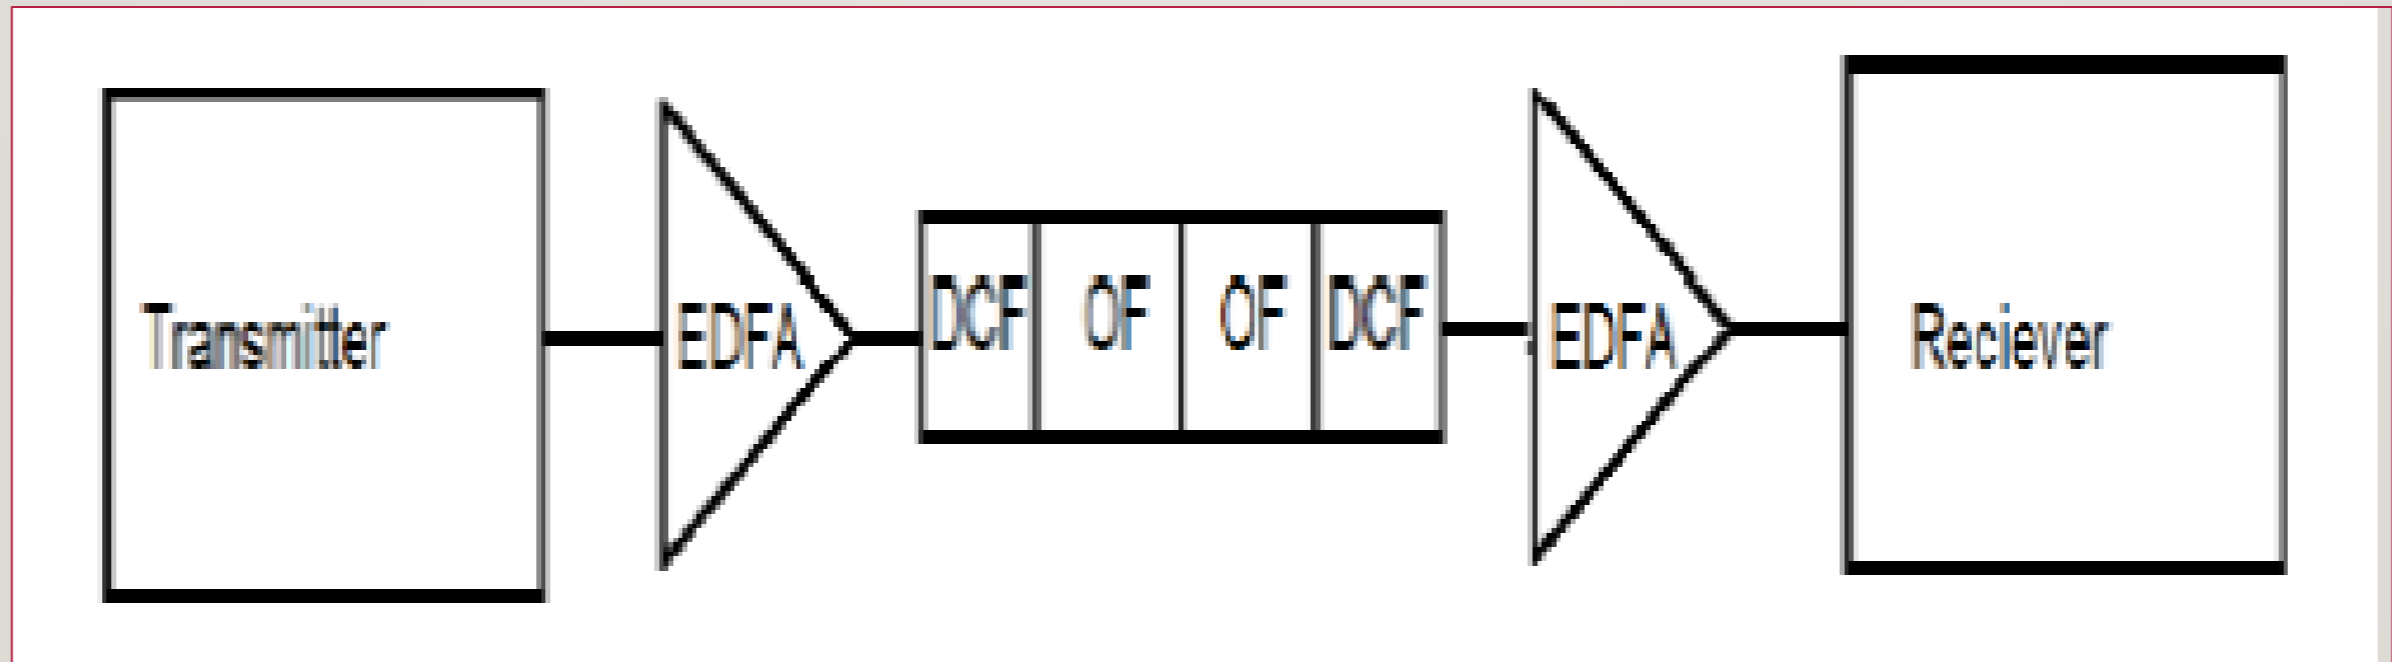 Transmitter
EDFA
DCF
OF
OF
DCF
EDFA
Reciever